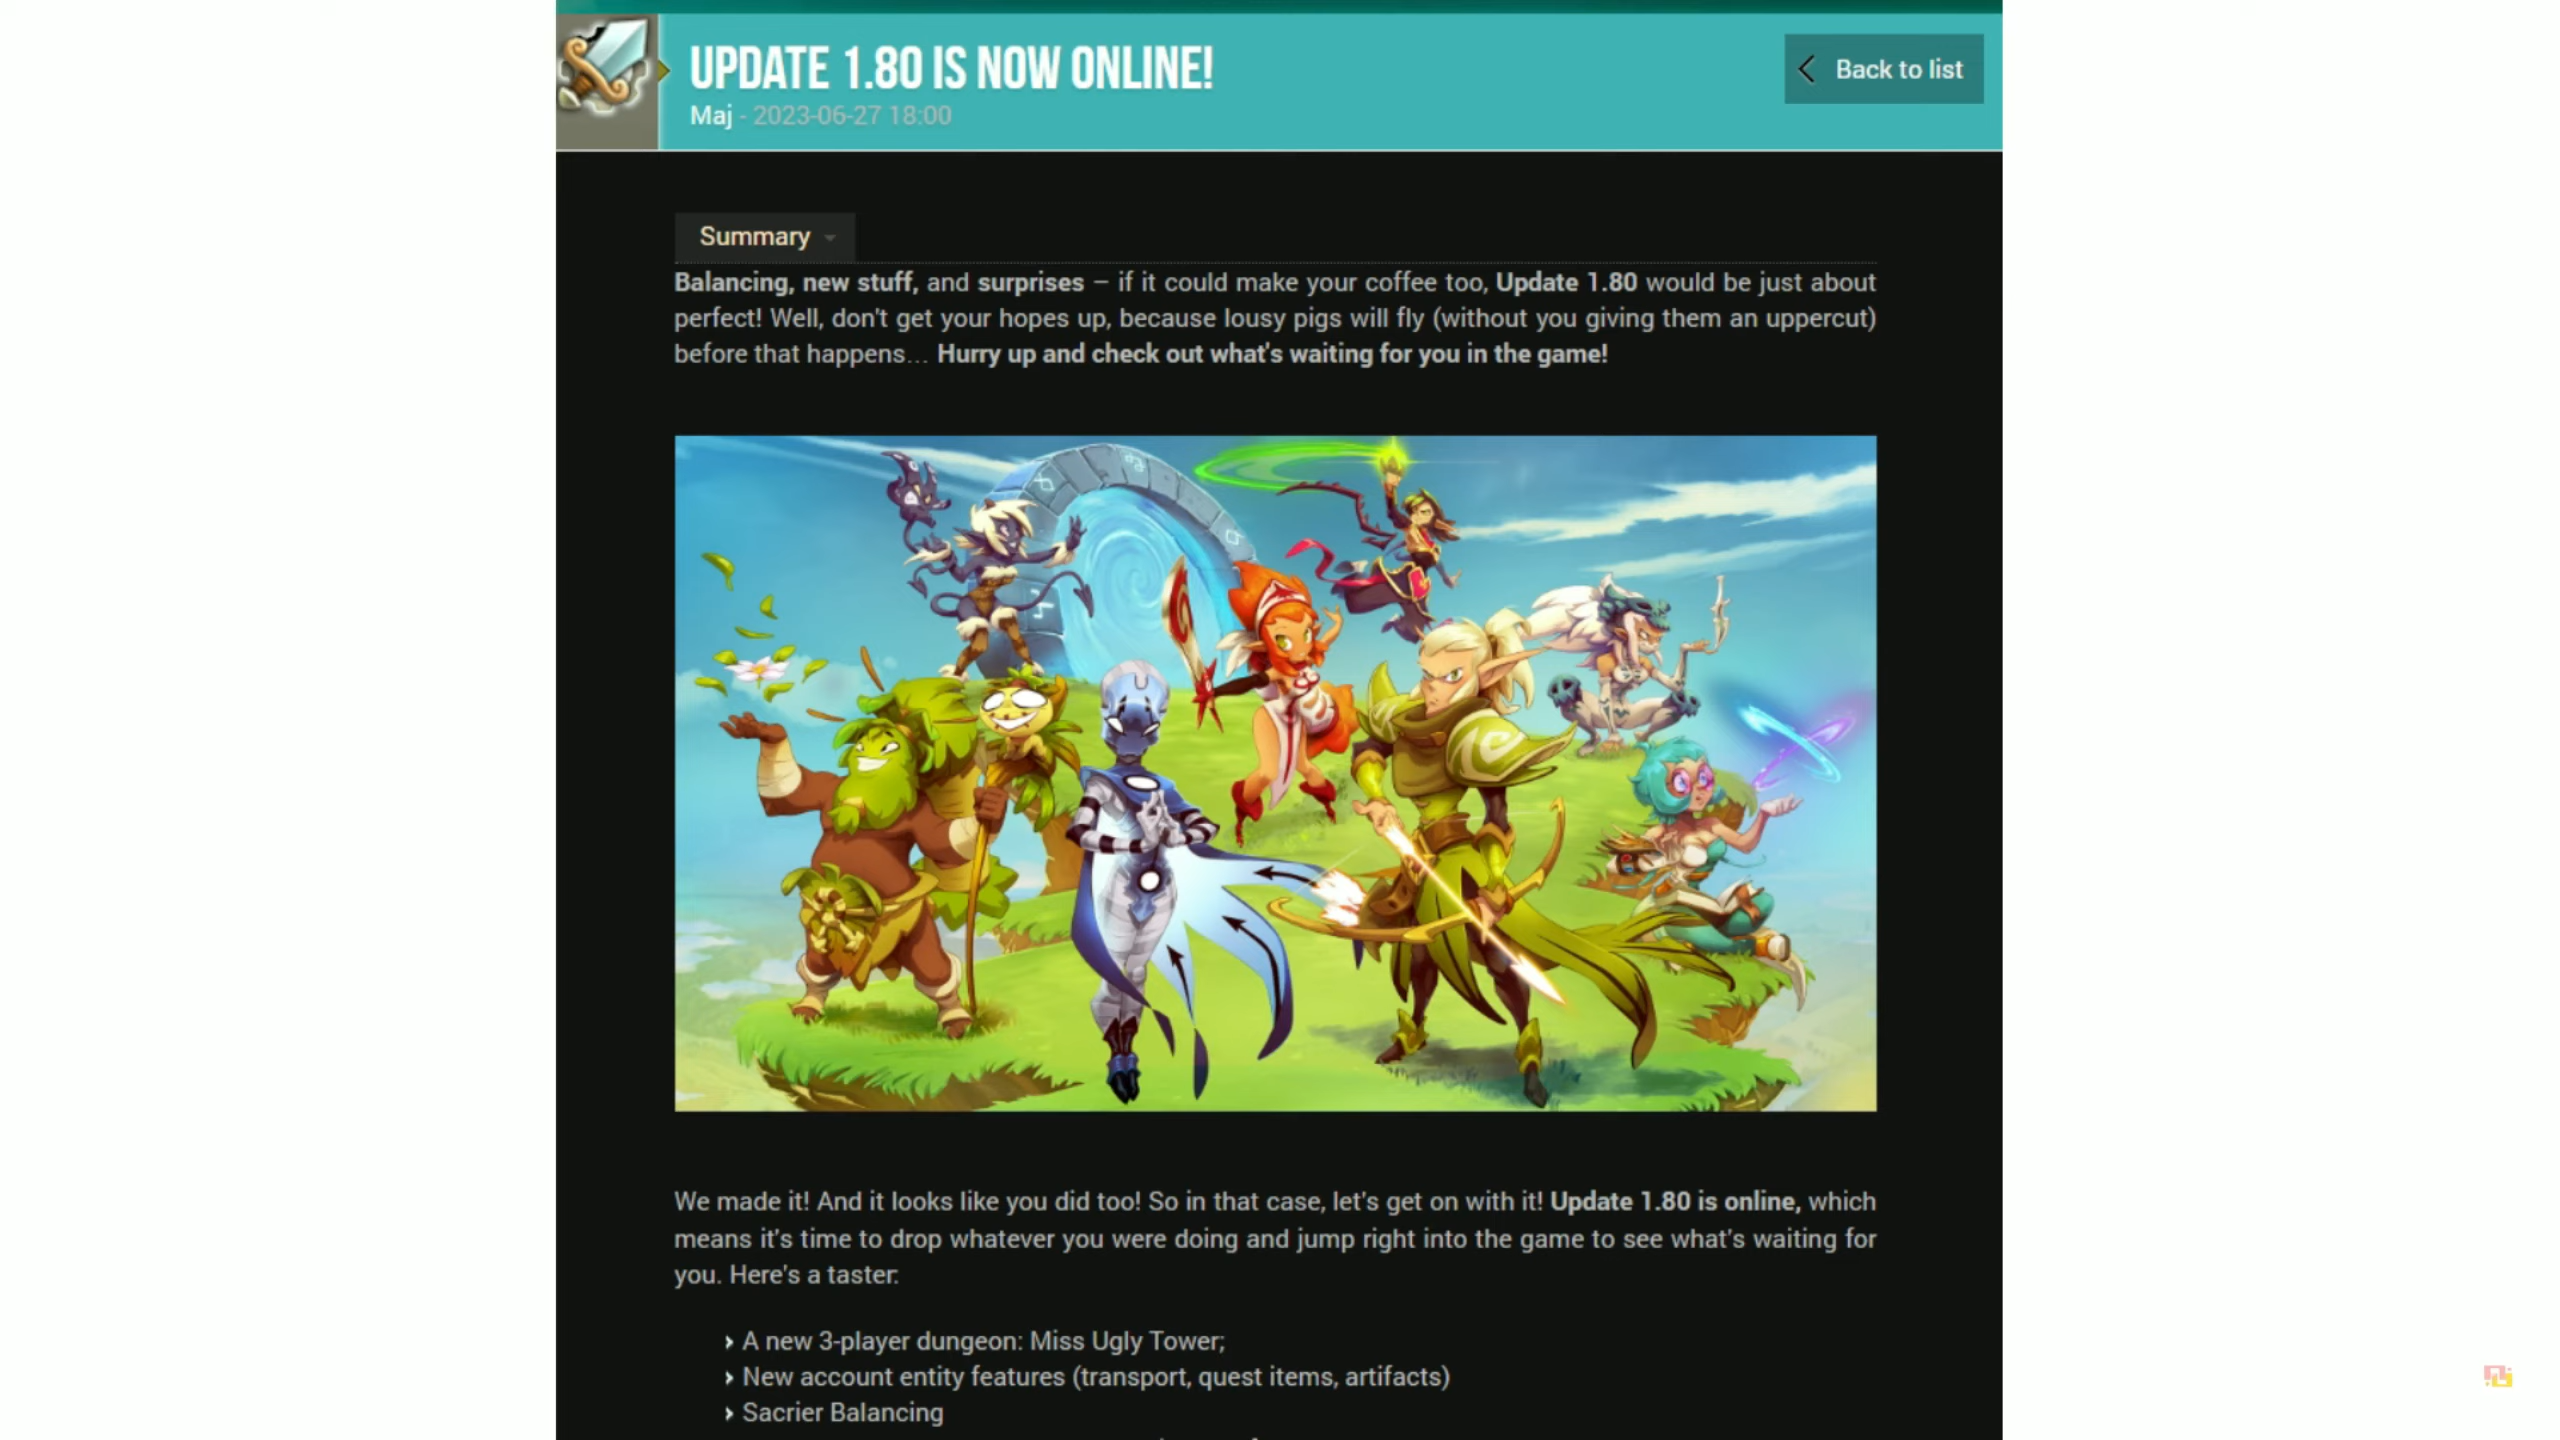 UPDATE 1.80 IS NOW ONLINE!
Maj - 2023-06-27 18:00
Back to list
Summary
Balancing, new stuff, and surprises – if it could make your coffee too, Update 1.80 would be just about
perfect! Well, don't get your hopes up, because lousy pigs will fly (without you giving them an uppercut)
before that happens... Hurry up and check out what's waiting for you in the game!
We made it! And it looks like you did too! So in that case, let's get on with it! Update 1.80 is online, which
means it's time to drop whatever you were doing and jump right into the game to see what's waiting for
you. Here's a taster:
› A new 3-player dungeon: Miss Ugly Tower;
› New account entity features (transport, quest items, artifacts)
› Sacrier Balancing